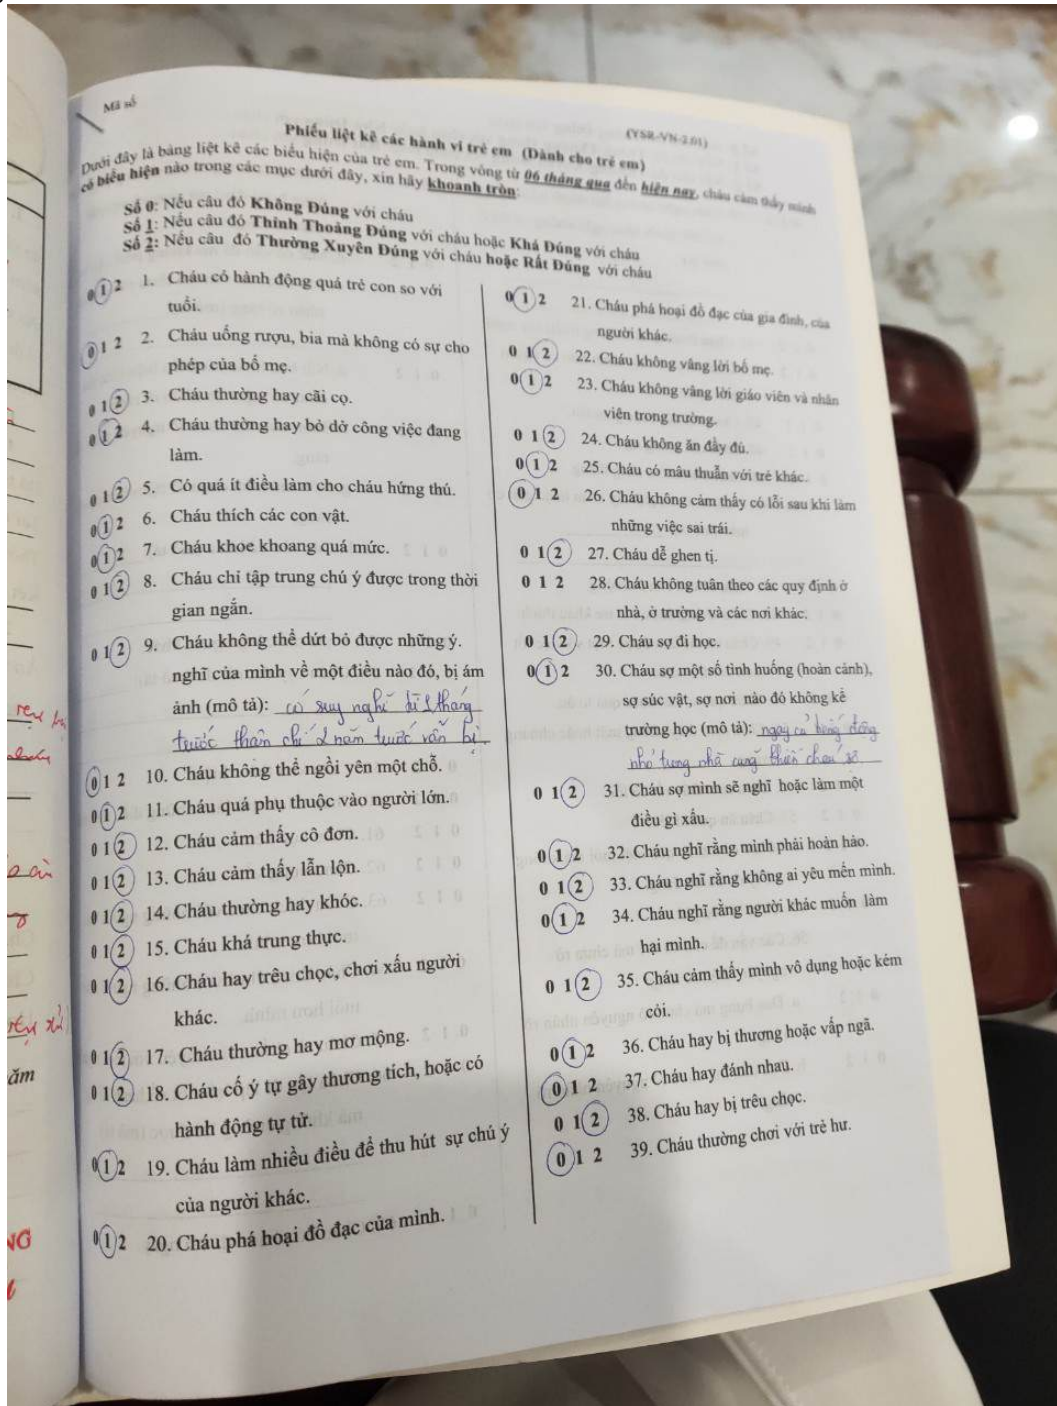 Mã số
(YSR-VN-2.01)
Phiếu liệt kê các hành vi trẻ em (Dành cho trẻ em)
Dưới đây là bảng liệt kê các biểu hiện của trẻ em. Trong vòng từ 06 tháng qua đến hiện nay, cháu cảm thấy mình
có biểu hiện nào trong các mục dưới đây, xin hãy khoanh tròn:
Số 0: Nếu câu đó Không Đúng với cháu
Số 1: Nếu câu đó Thỉnh Thoảng Đúng với cháu hoặc Khá Đúng với cháu
Số 2: Nếu câu đó Thường Xuyên Đúng với cháu hoặc Rất Đúng với cháu
0 1 2 1. Cháu có hành động quá trẻ con so với
tuổi.
0 1 2 2. Cháu uống rượu, bia mà không có sự cho
phép của bố mẹ.
0 1 2 3. Cháu thường hay cãi cọ.
0 1 2 4. Cháu thường hay bỏ dở công việc đang
làm.
0 1 2 5. Có quá ít điều làm cho cháu hứng thú.
0 1 2 6. Cháu thích các con vật.
0 1 2 7. Cháu khoe khoang quá mức.
0 1 2 8. Cháu chỉ tập trung chú ý được trong thời
gian ngắn.
0 1 2 9. Cháu không thể dứt bỏ được những ý.
nghĩ của mình về một điều nào đó, bị ám
ảnh (mô tả): có suy nghĩ từ 1 tháng
trước thậm chí 2 năm trước vẫn bị
0 1 2 10. Cháu không thể ngồi yên một chỗ.
0 1 2 11. Cháu quá phụ thuộc vào người lớn.
0 1 2 12. Cháu cảm thấy cô đơn.
0 1 2 13. Cháu cảm thấy lẫn lộn.
0 1 2 14. Cháu thường hay khóc.
0 1 2 15. Cháu khá trung thực.
0 1 2 16. Cháu hay trêu chọc, chơi xấu người
khác.
0 1 2 17. Cháu thường hay mơ mộng.
0 1 2 18. Cháu cố ý tự gây thương tích, hoặc có
hành động tự tử.
0 1 2 19. Cháu làm nhiều điều để thu hút sự chú ý
của người khác.
0 1 2 20. Cháu phá hoại đồ đạc của mình.
0 1 2 21. Cháu phá hoại đồ đạc của gia đình, của
người khác.
0 1 2 22. Cháu không vâng lời bố mẹ.
0 1 2 23. Cháu không vâng lời giáo viên và nhân
viên trong trường.
0 1 2 24. Cháu không ăn đầy đủ.
0 1 2 25. Cháu có mâu thuẫn với trẻ khác.
0 1 2 26. Cháu không cảm thấy có lỗi sau khi làm
những việc sai trái.
0 1 2 27. Cháu dễ ghen tị.
0 1 2 28. Cháu không tuân theo các quy định ở
nhà, ở trường và các nơi khác.
0 1 2 29. Cháu sợ đi học.
0 1 2 30. Cháu sợ một số tình huống (hoàn cảnh),
sợ súc vật, sợ nơi nào đó không kể
trường học (mô tả): ngay cả tiếng động
nhỏ trong nhà cũng khiến cháu sợ
0 1 2 31. Cháu sợ mình sẽ nghĩ hoặc làm một
điều gì xấu.
0 1 2 32. Cháu nghĩ rằng mình phải hoàn hảo.
0 1 2 33. Cháu nghĩ rằng không ai yêu mến mình.
0 1 2 34. Cháu nghĩ rằng người khác muốn làm
hại mình.
0 1 2 35. Cháu cảm thấy mình vô dụng hoặc kém
cỏi.
0 1 2 36. Cháu hay bị thương hoặc vấp ngã.
0 1 2 37. Cháu hay đánh nhau.
0 1 2 38. Cháu hay bị trêu chọc.
0 1 2 39. Cháu thường chơi với trẻ hư.